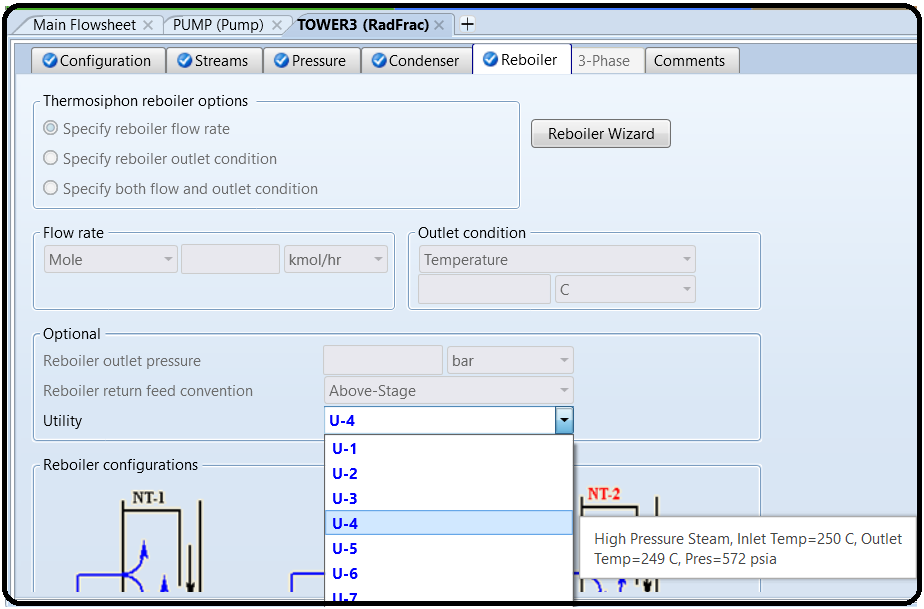 Main Flowsheet × PUMP (Pump) × TOWER3 (RadFrac) × +
Configuration Streams Pressure Condenser Reboiler 3-Phase Comments
Thermosiphon reboiler options
Specify reboiler flow rate
Reboiler Wizard
Specify reboiler outlet condition
Specify both flow and outlet condition
Flow rate
Outlet condition
Mole kmol/hr
Temperature
C
Optional
Reboiler outlet pressure bar
Reboiler return feed convention Above-Stage
Utility U-4
U-1
U-2
U-3
U-4
U-5
U-6
U-7
High Pressure Steam, Inlet Temp=250 C, Outlet
Temp=249 C, Pres=572 psia
Reboiler configurations
NT-1
NT-2